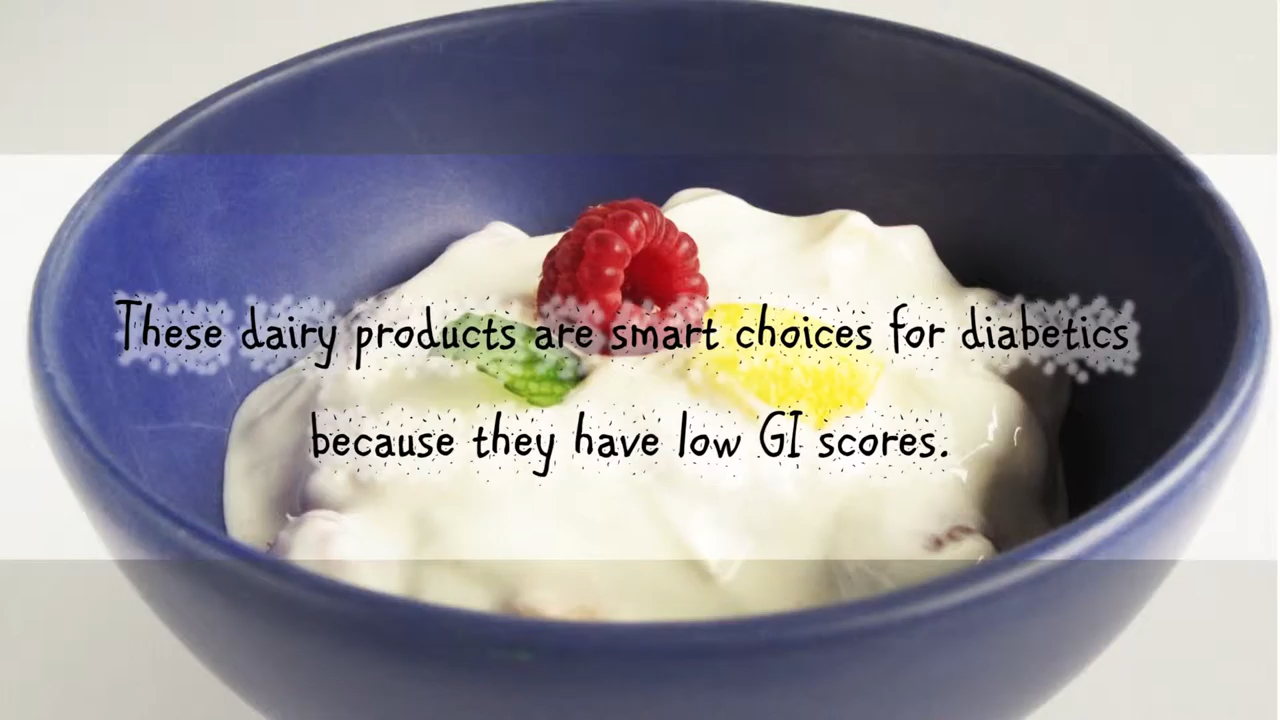 These dairy products are smart choices for diabetics
because they have low GI scores.